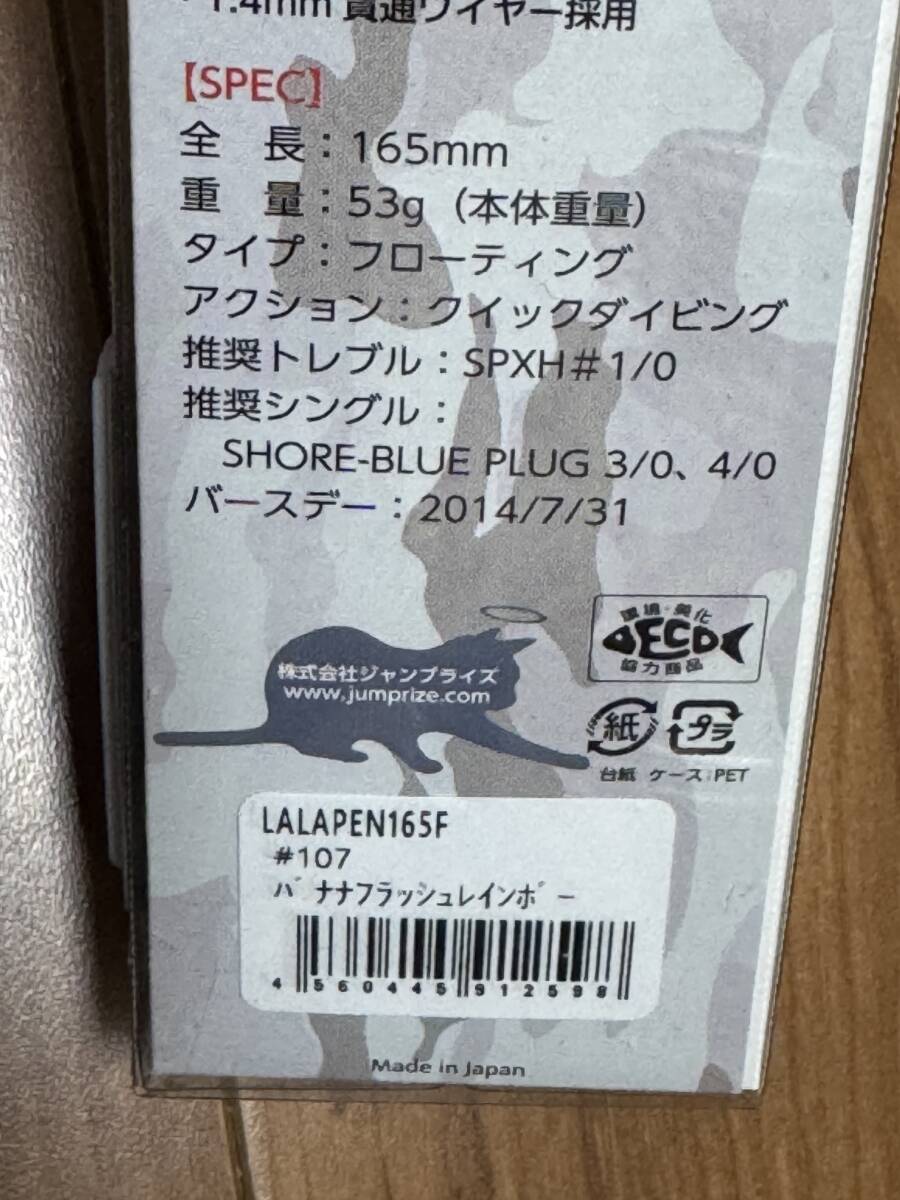 ・1.4mm 貫通ワイヤー採用
【SPEC】
全　長：165mm
重　量：53g（本体重量）
タイプ：フローティング
アクション：クイックダイビング
推奨トレブル：SPXH＃1/0
推奨シングル：
SHORE-BLUE PLUG 3/0、4/0
バースデー：2014/7/31
環境・美化
ECO
協力商品
株式会社ジャンプライズ
www.jumprize.com
紙 プラ
台紙 ケース:PET
LALAPEN165F
#107
ﾊﾞﾅﾅﾌﾗｯｼｭﾚｲﾝﾎﾞｰ
4 560445 912598
Made in Japan